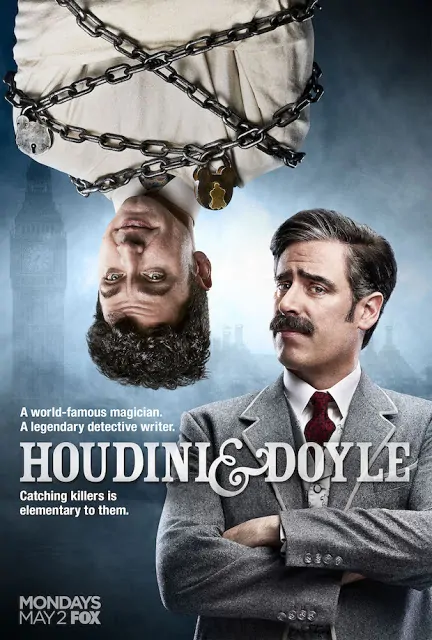 A world-famous magician.
A legendary detective writer.
HOUDINI & DOYLE
Catching killers is
elementary to them.
MONDAYS
MAY 2 FOX